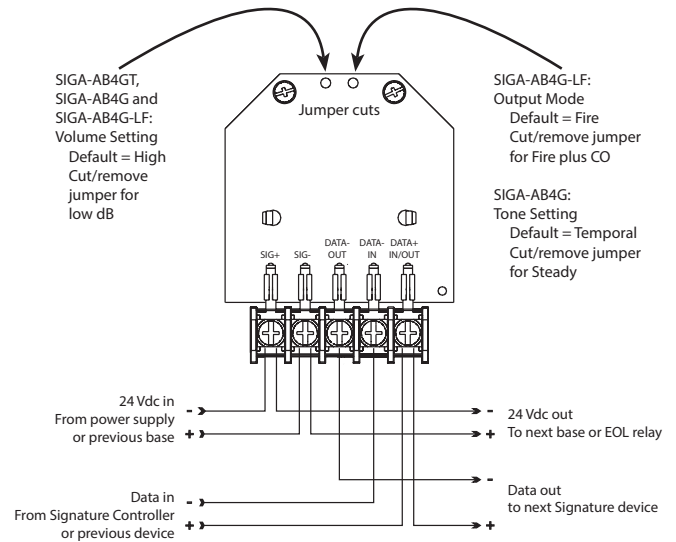 SIGA-AB4GT,
SIGA-AB4G and
SIGA-AB4G-LF:
Volume Setting
Default = High
Cut/remove
jumper for
low dB
Jumper cuts
SIGA-AB4G-LF:
Output Mode
Default = Fire
Cut/remove jumper
for Fire plus CO
SIGA-AB4G:
Tone Setting
Default = Temporal
Cut/remove jumper
for Steady
SIG+
SIG-
DATA-
OUT
DATA-
IN
DATA+
IN/OUT
24 Vdc in
From power supply
or previous base
-
+
-
+
24 Vdc out
To next base or EOL relay
Data in
From Signature Controller
or previous device
-
+
-
+
Data out
to next Signature device